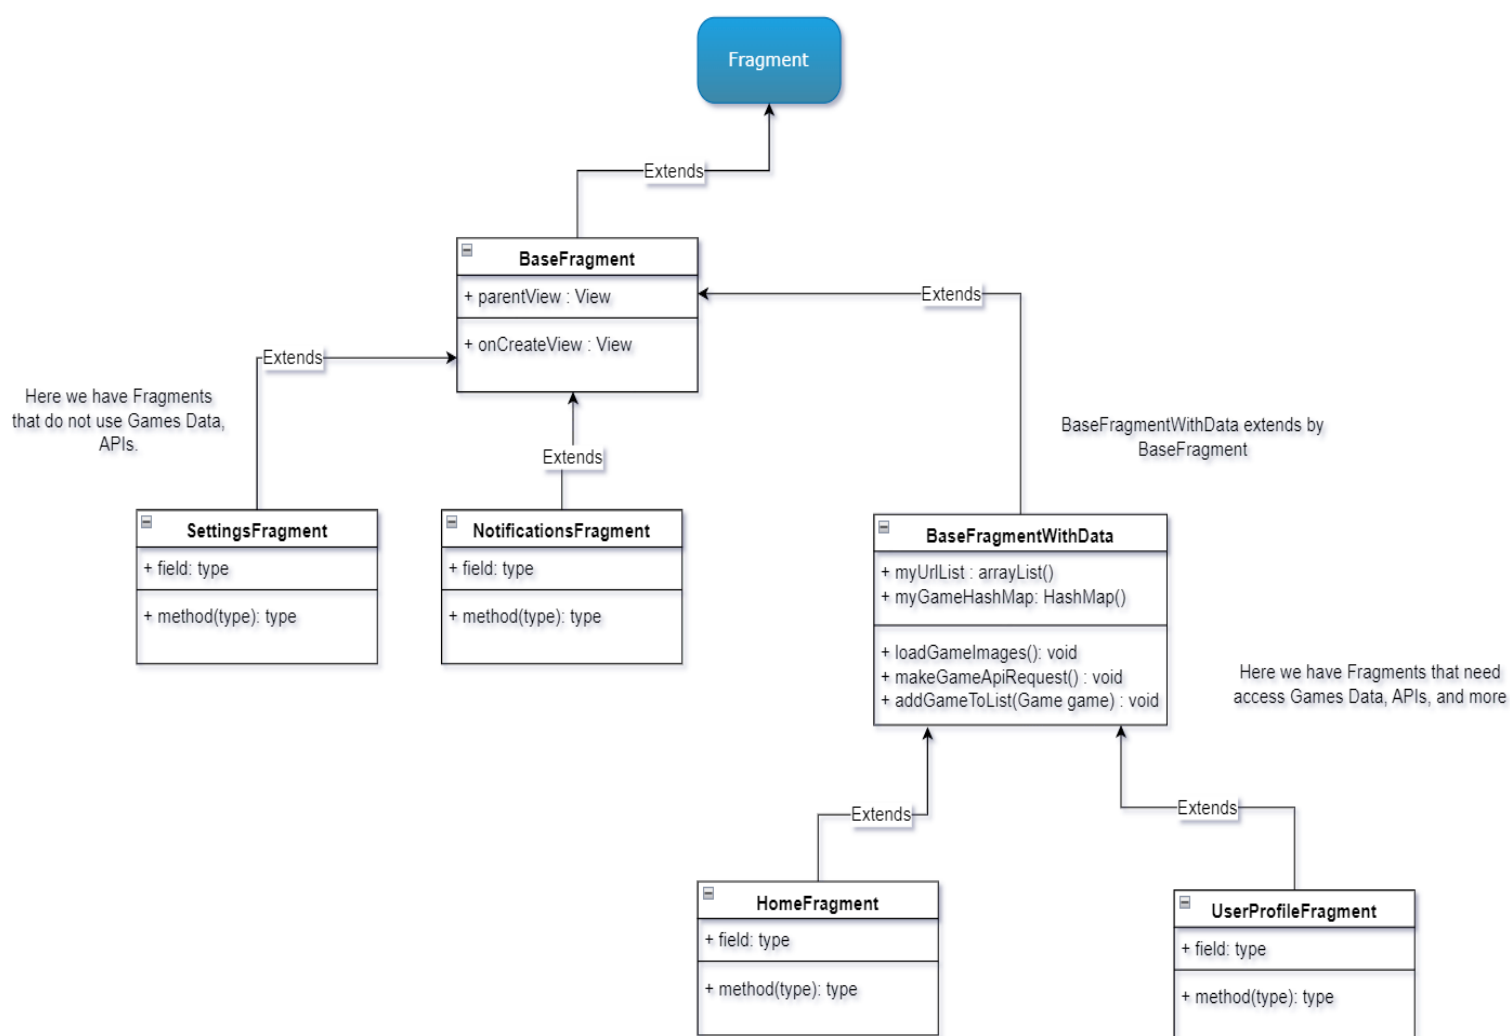 Fragment
Extends
BaseFragment
+ parentView : View
+ onCreateView : View
Extends
Extends
Here we have Fragments
that do not use Games Data,
APIs.
Extends
BaseFragmentWithData extends by
BaseFragment
SettingsFragment
+ field: type
+ method(type): type
NotificationsFragment
+ field: type
+ method(type): type
BaseFragmentWithData
+ myUrlList : arrayList()
+ myGameHashMap: HashMap()
+ loadGameImages(): void
+ makeGameApiRequest() : void
+ addGameToList(Game game) : void
Here we have Fragments that need
access Games Data, APIs, and more
Extends
Extends
HomeFragment
+ field: type
+ method(type): type
UserProfileFragment
+ field: type
+ method(type): type